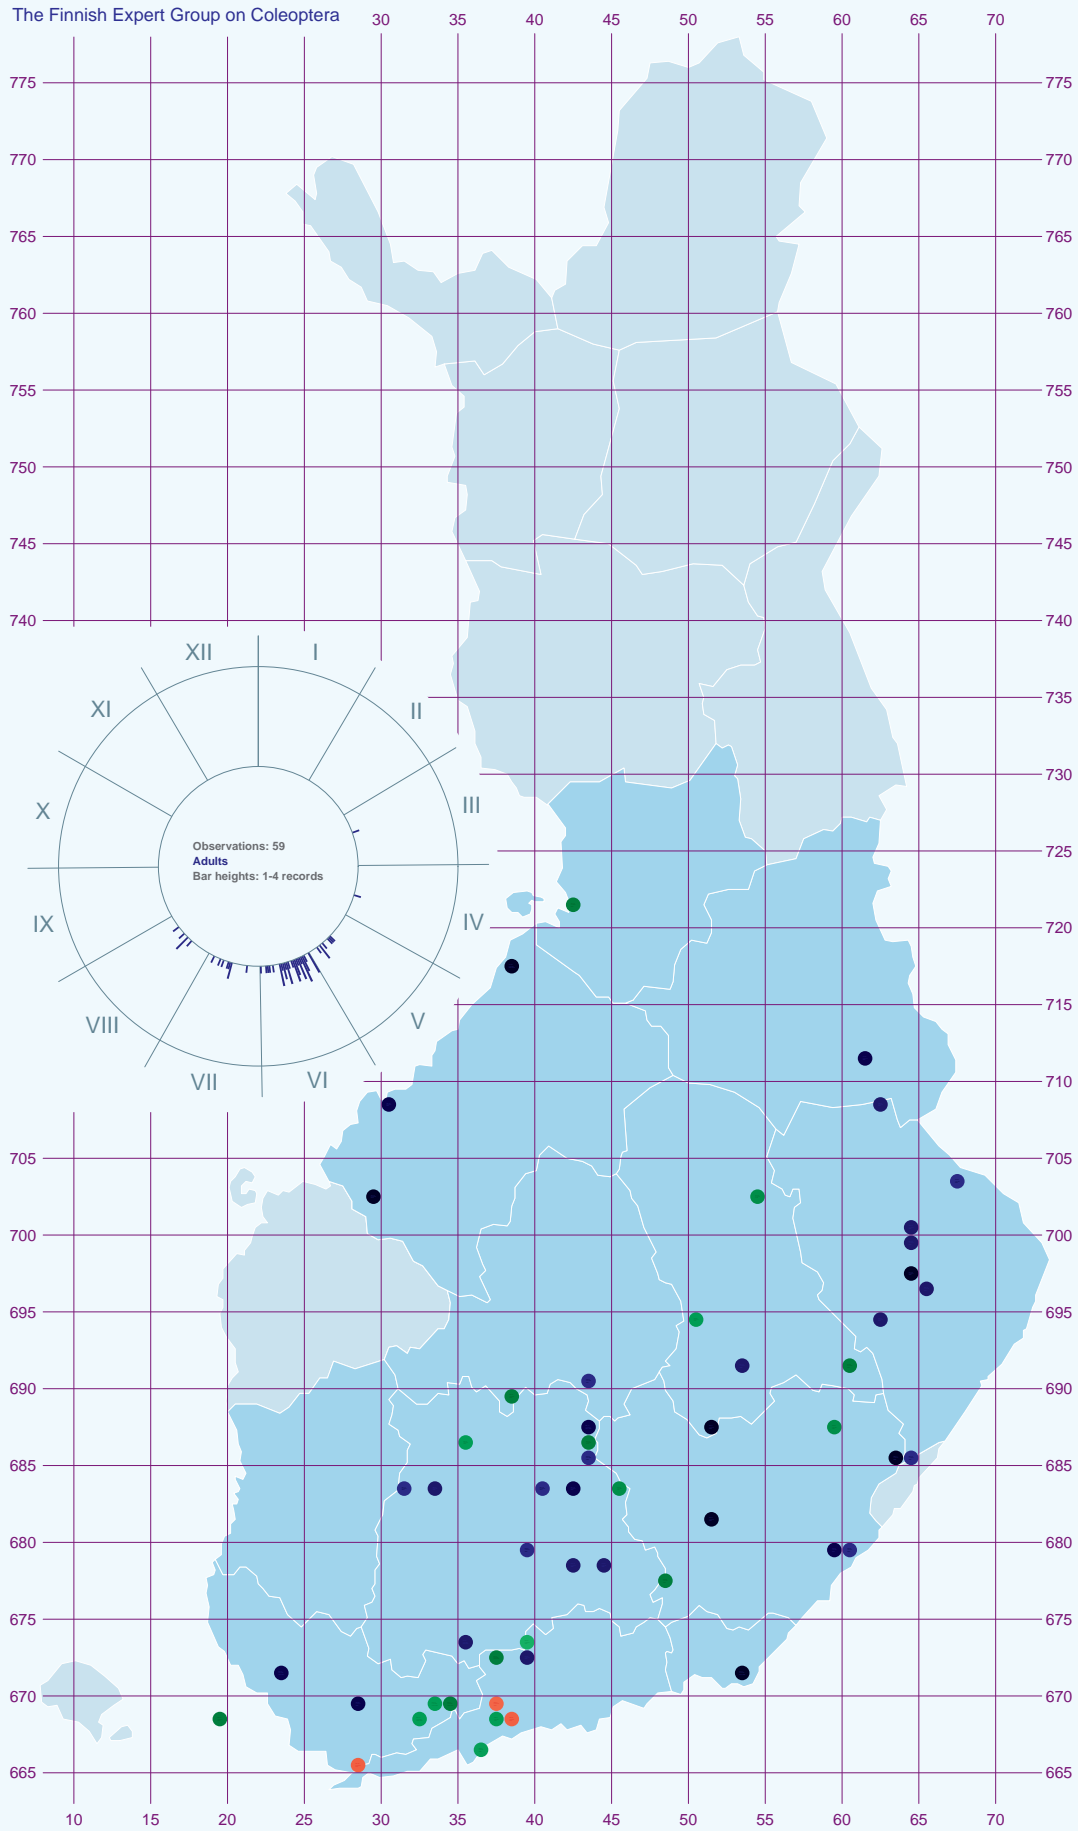 The Finnish Expert Group on Coleoptera
30 35 40 45 50 55 60 65 70
775 775
770 770
765 765
760 760
755 755
750 750
745 745
740 740
735
730
725
720
715
710
705
700 700
695 695
690 690
685 685
680 680
675 675
670 670
665 665
10 15 20 25 30 35 40 45 50 55 60 65 70
XII I
XI II
X III
IX IV
VIII V
VII VI
Observations: 59
Adults
Bar heights: 1-4 records